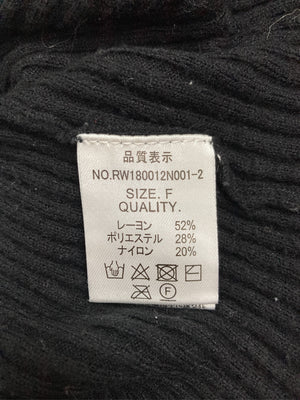 品質表示
NO.RW180012N001-2
SIZE. F
QUALITY.
レーヨン 52%
ポリエステル 28%
ナイロン 20%
F